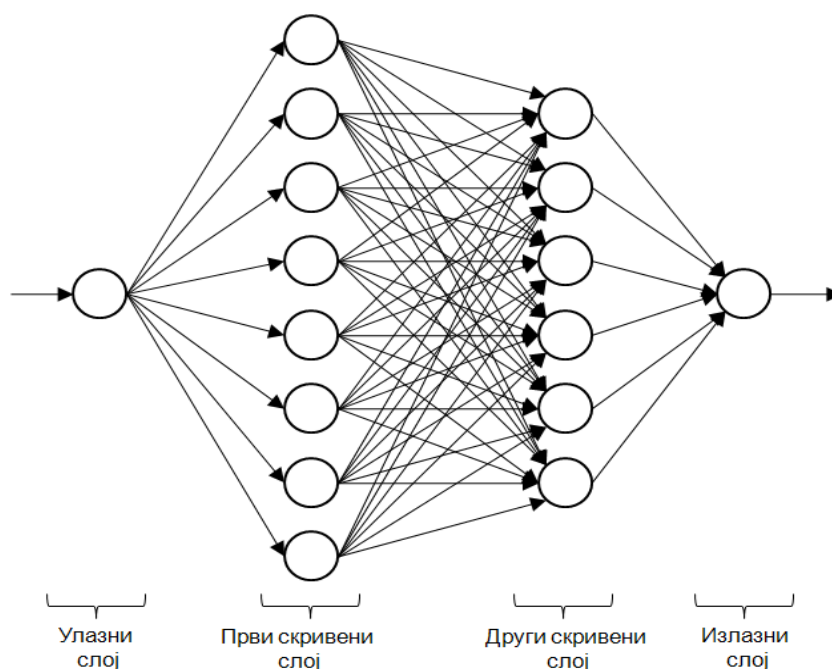 Улазни
слој
Први скривени
слој
Други скривени
слој
Излазни
слој